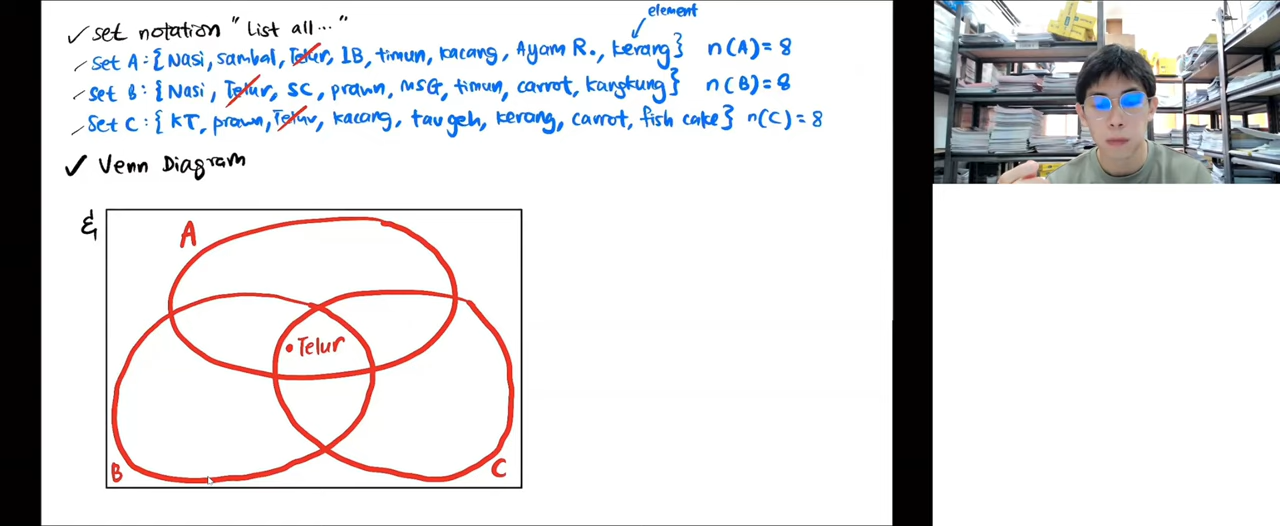 ✓ set notation "List all..."
element
✓ set A : {Nasi, sambal, Telur, IB, timun, kacang, Ayam R., kerang} n(A) = 8
✓ set B : {Nasi, Telur, SC, prawn, MSG, timun, carrot, kangkung} n(B) = 8
✓ set C : {KT, prawn, Telur, kacang, taugeh, kerang, carrot, fish cake} n(C) = 8
✓ Venn Diagram
ξ
A
• Telur
B
C